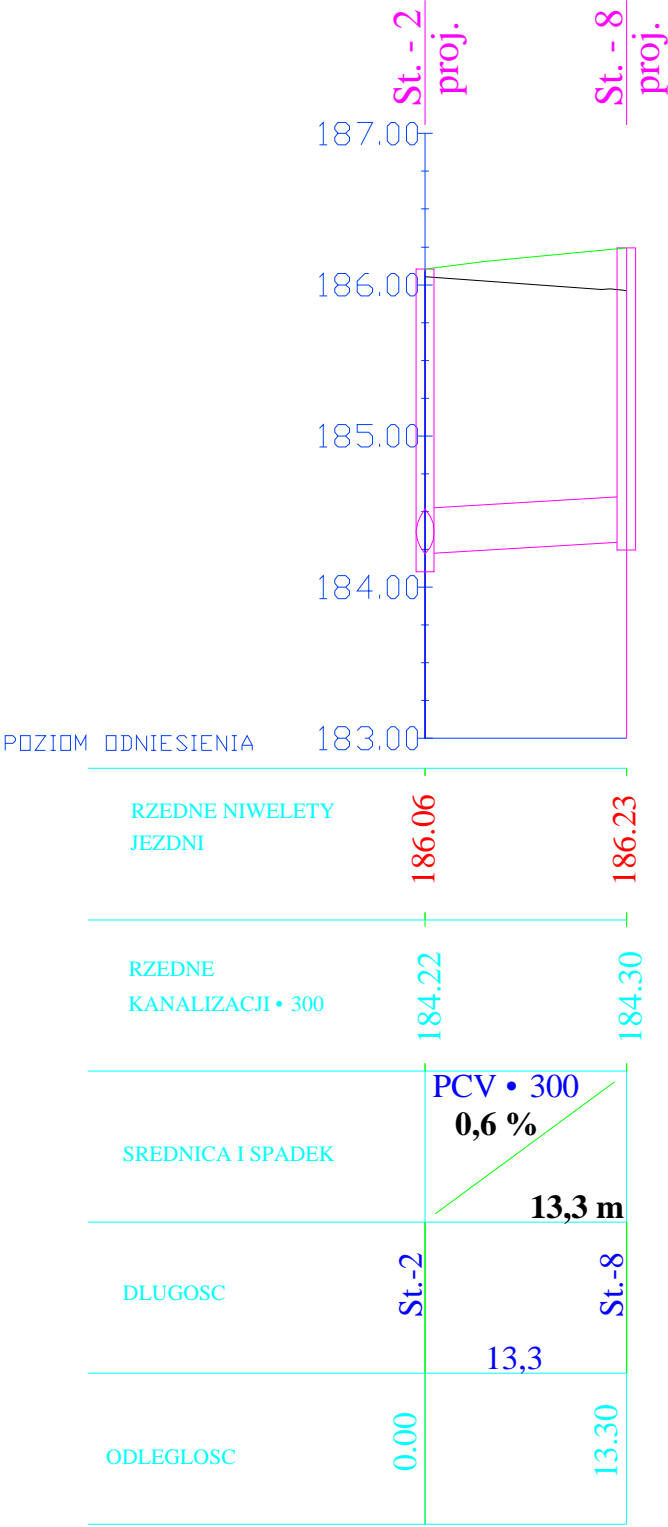 St. - 2
proj.
St. - 8
proj.
187.00
186.00
185.00
184.00
POZIOM ODNIESIENIA
183.00
RZEDNE NIWELETY
JEZDNI
186.06
186.23
RZEDNE
KANALIZACJI • 300
184.22
184.30
PCV • 300
0,6 %
SREDNICA I SPADEK
13,3 m
DLUGOSC
St.-2
St.-8
13,3
ODLEGLOSC
0.00
13.30